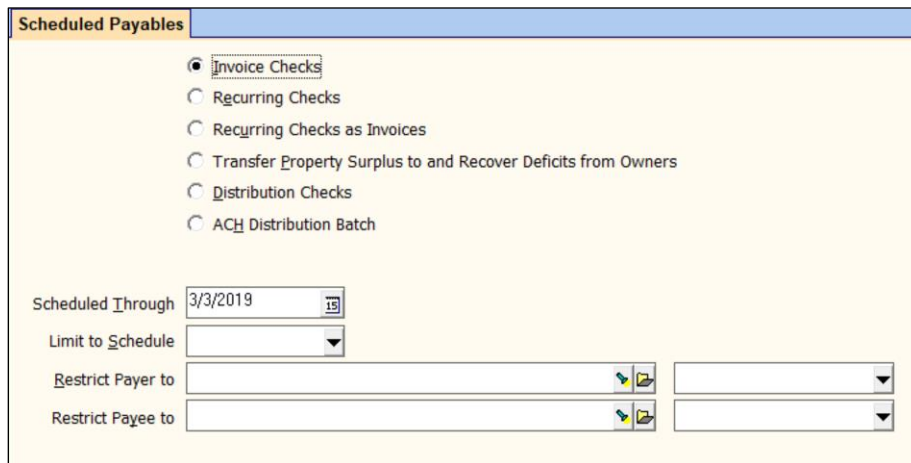 Scheduled Payables
Invoice Checks
Recurring Checks
Recurring Checks as Invoices
Transfer Property Surplus to and Recover Deficits from Owners
Distribution Checks
ACH Distribution Batch
Scheduled Through 3/3/2019 15
Limit to Schedule
Restrict Payer to
Restrict Payee to